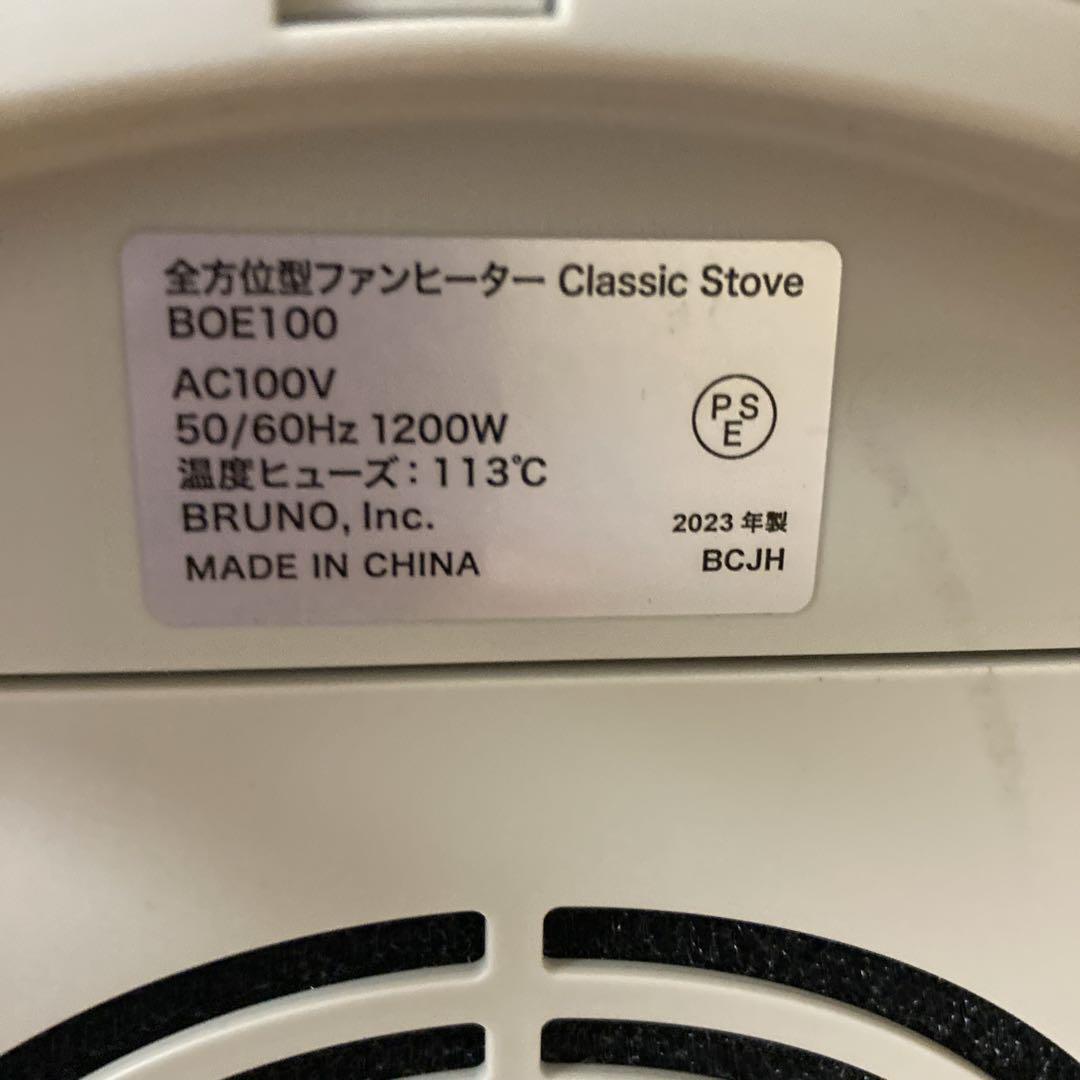 全方位型ファンヒーター Classic Stove
BOE100
AC100V
50/60Hz 1200W
温度ヒューズ：113℃
BRUNO, Inc.
MADE IN CHINA
PSE
2023 年製
BCJH